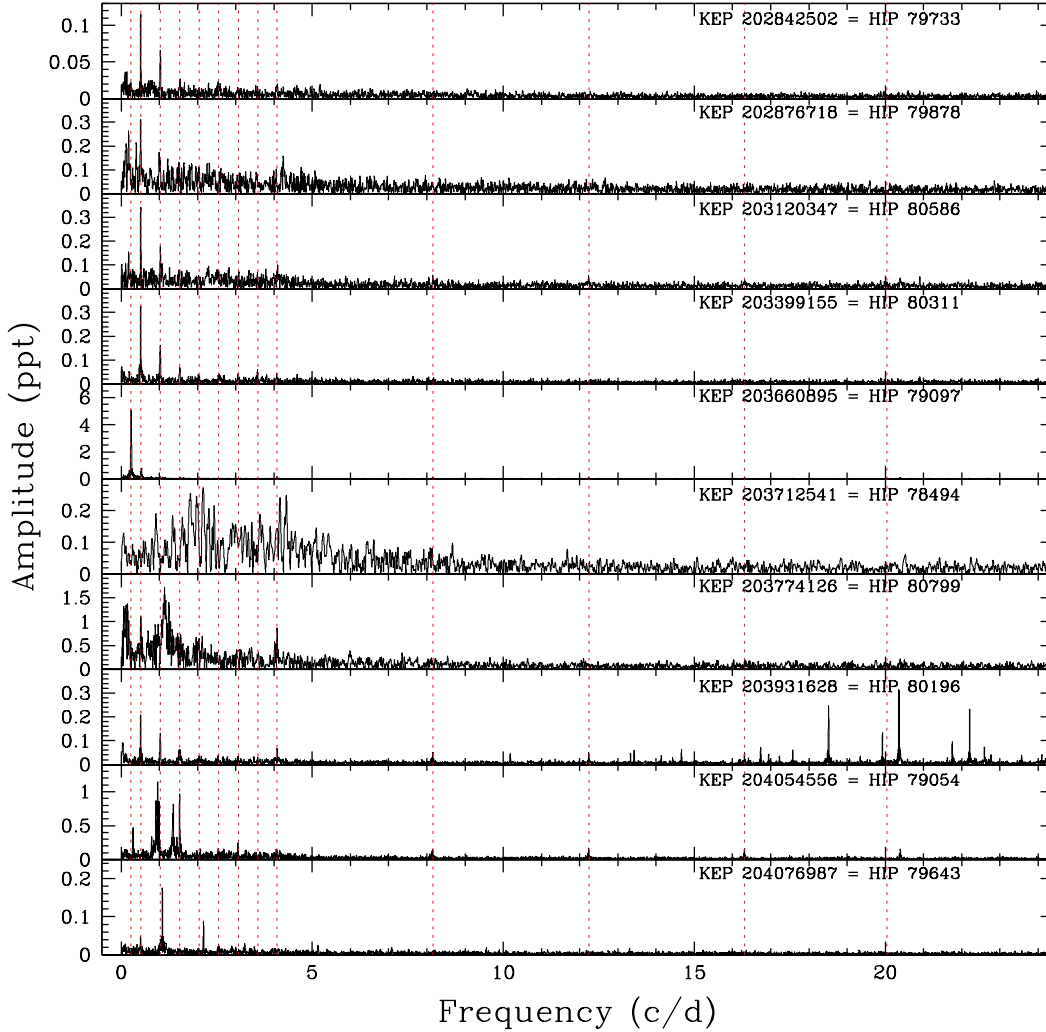 KEP 202842502 = HIP 79733
0.1
0.05
KEP 202876718 = HIP 79878
0.3
0.2
0.1
0
KEP 203120347 = HIP 80586
0.3
0.2
0.1
0
KEP 203399155 = HIP 80311
0.3
0.2
0.1
0
KEP 203660895 = HIP 79097
6
4
2
0
KEP 203712541 = HIP 78494
0.2
0.1
0
KEP 203774126 = HIP 80799
1.5
1
0.5
0
KEP 203931628 = HIP 80196
0.3
0.2
0.1
0
KEP 204054556 = HIP 79054
1
0.5
0
KEP 204076987 = HIP 79643
0.2
0.1
0
Amplitude (ppt)
0 5 10 15 20
Frequency (c/d)